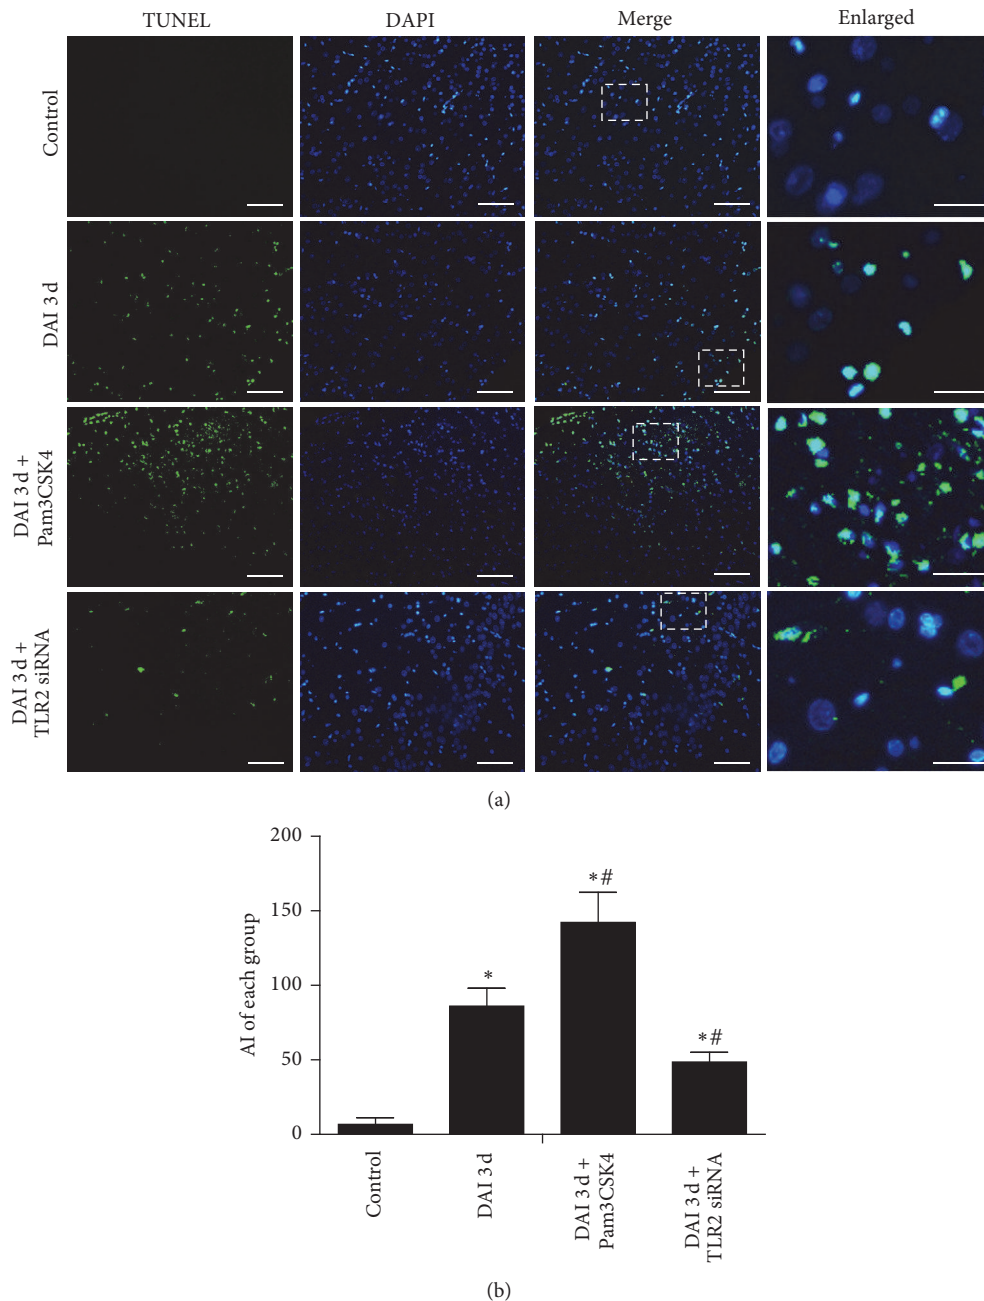 TUNEL
DAPI
Merge
Enlarged
Control
DAI 3 d
DAI 3 d +
Pam3CSK4
DAI 3 d +
TLR2 siRNA
(a)
AI of each group
200
150
100
50
0
*
*#
*#
Control
DAI 3 d
DAI 3 d +
Pam3CSK4
DAI 3 d +
TLR2 siRNA
(b)